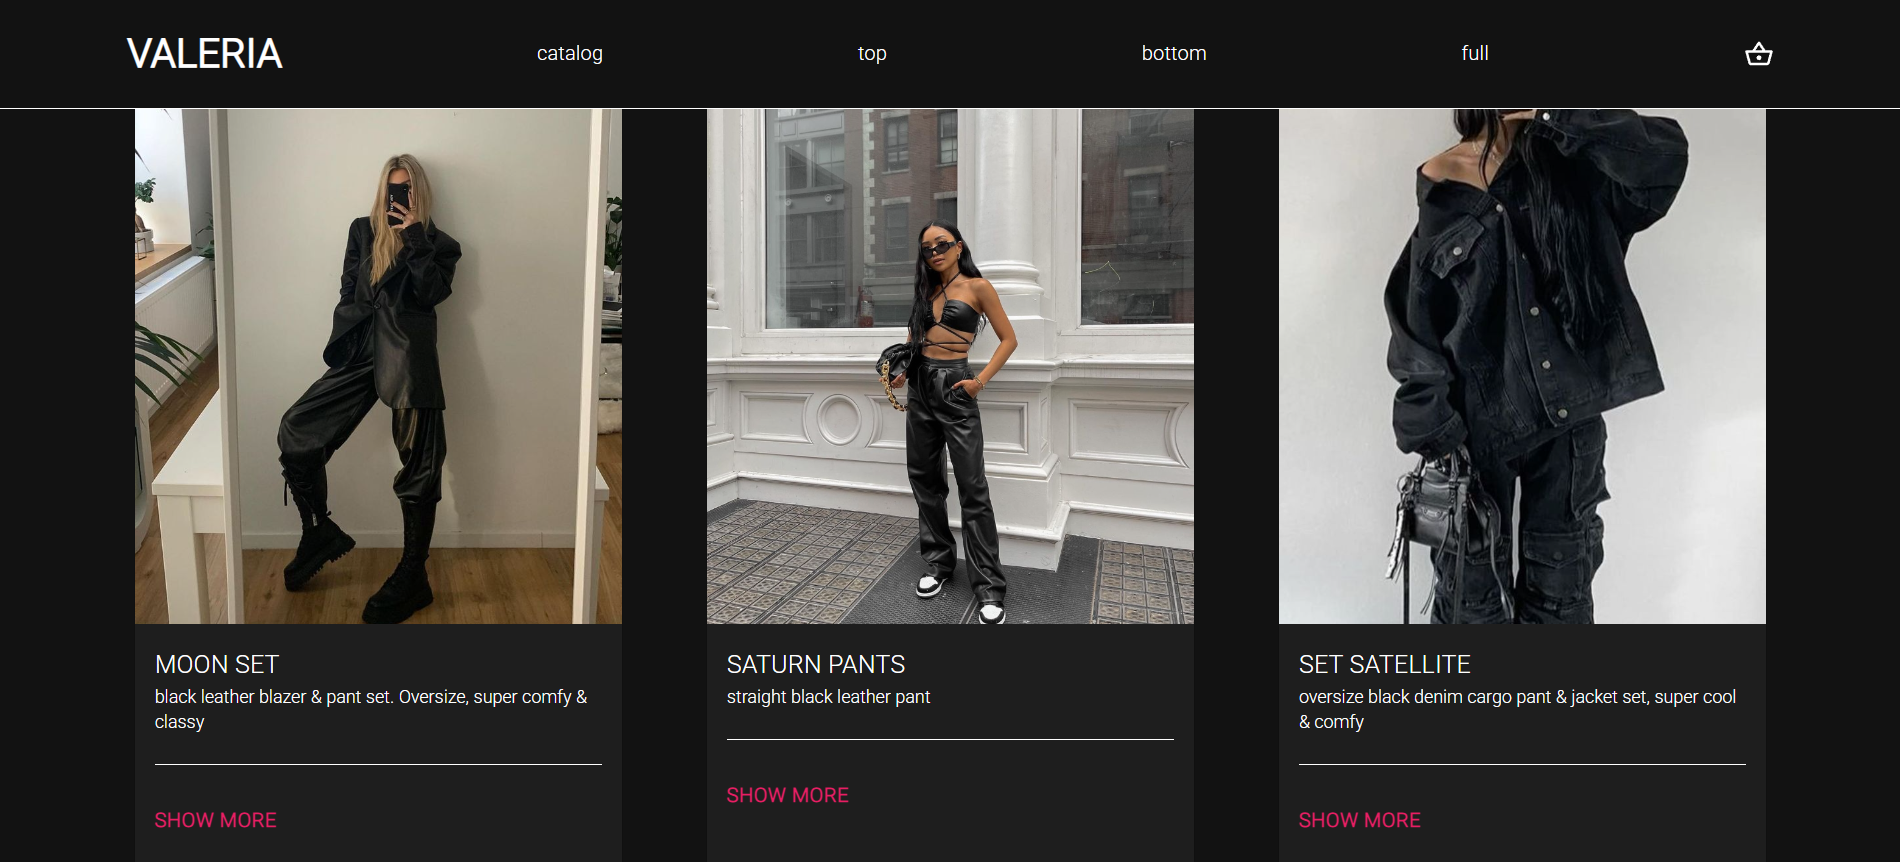 VALERIA
catalog
top
bottom
full
MOON SET
black leather blazer & pant set. Oversize, super comfy &
classy
SHOW MORE
SATURN PANTS
straight black leather pant
SHOW MORE
SET SATELLITE
oversize black denim cargo pant & jacket set, super cool
& comfy
SHOW MORE